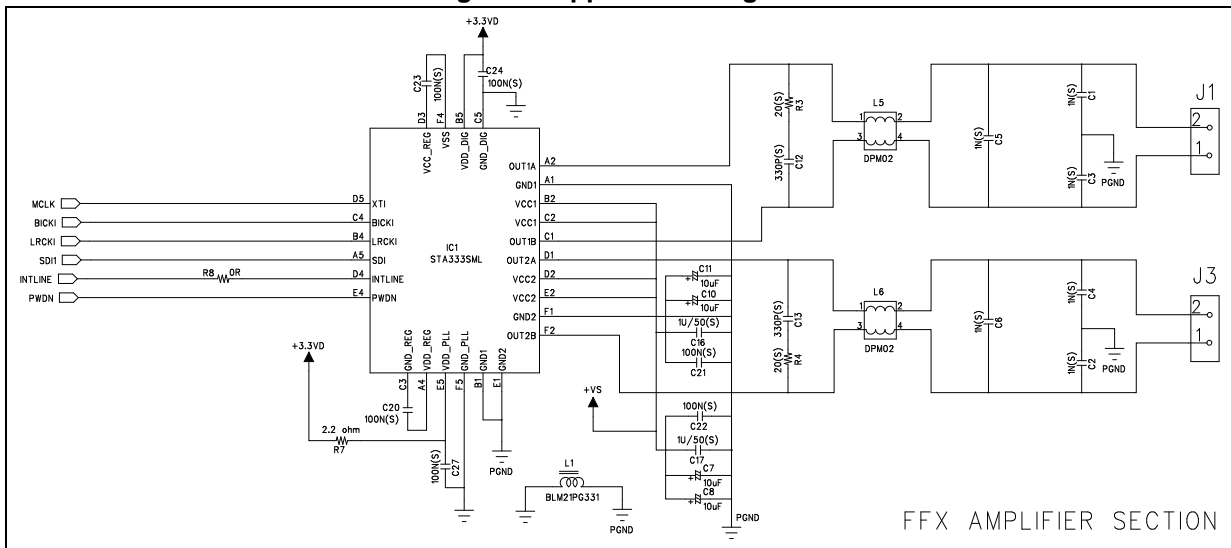 +3.3VD
C23
100N(S)
C24
100N(S)
D3
F4
B5
C5
VCC_REG
VSS
VDD_DIG
GND_DIG
MCLK
BICKI
LRCKI
SDI1
INTLINE
PWDN
R8
0R
D5
C4
B4
A5
D4
E4
XTI
BICKI
LRCKI
SDI
INTLINE
PWDN
IC1
STA333SML
OUT1A
GND1
VCC1
VCC1
OUT1B
OUT2A
VCC2
VCC2
GND2
OUT2B
A2
A1
B2
C2
C1
D1
D2
E2
F1
F2
GND_REG
VDD_REG
VDD_PLL
GND_PLL
GND1
GND2
C3
A4
E5
F5
B1
E1
+3.3VD
C20
100N(S)
2.2 ohm
R7
100N(S)
C27
PGND
L1
BLM21PG331
PGND
+VS
C11
+
10uF
C10
+
10uF
1U/50(S)
C16
100N(S)
C21
100N(S)
C22
1U/50(S)
C17
C7
+
10uF
C8
+
10uF
PGND
20(S)
R3
330P(S)
C12
L5
1
2
3
4
DPM02
1N(S)
C5
1N(S)
C1
1N(S)
C3
PGND
J1
2
1
330P(S)
C13
20(S)
R4
L6
1
2
3
4
DPM02
1N(S)
C6
1N(S)
C4
1N(S)
C2
PGND
J3
2
1
FFX AMPLIFIER SECTION